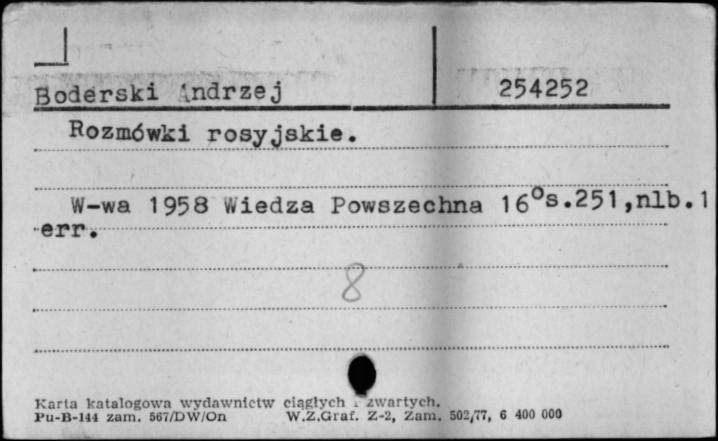 Boderski Andrzej 254252
Rozmówki rosyjskie.
W-wa 1958 Wiedza Powszechna 16⁰s.251,nlb.1
err.
8
Karta katalogowa wydawnictw ciągłych i zwartych.
Pu-B-144 zam. 567/DW/On W.Z.Graf. Z-2, Zam. 502/77, 6 400 000